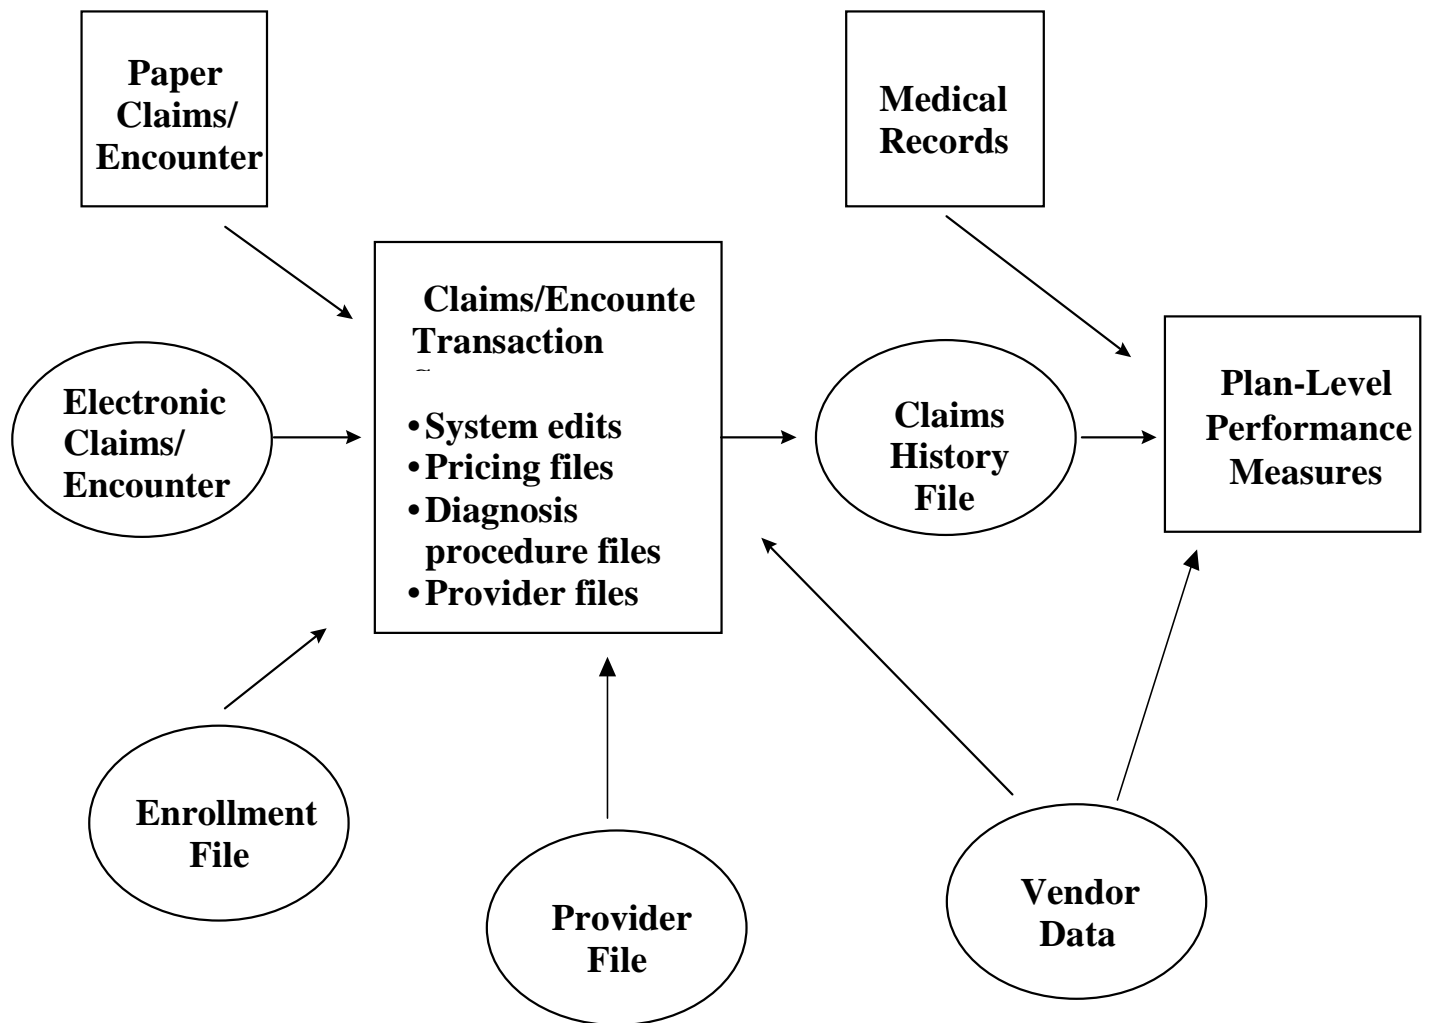 Paper
Claims/
Encounter
Medical
Records
Claims/Encounte
Transaction
• System edits
• Pricing files
• Diagnosis
procedure files
• Provider files
Electronic
Claims/
Encounter
Claims
History
File
Plan-Level
Performance
Measures
Enrollment
File
Provider
File
Vendor
Data